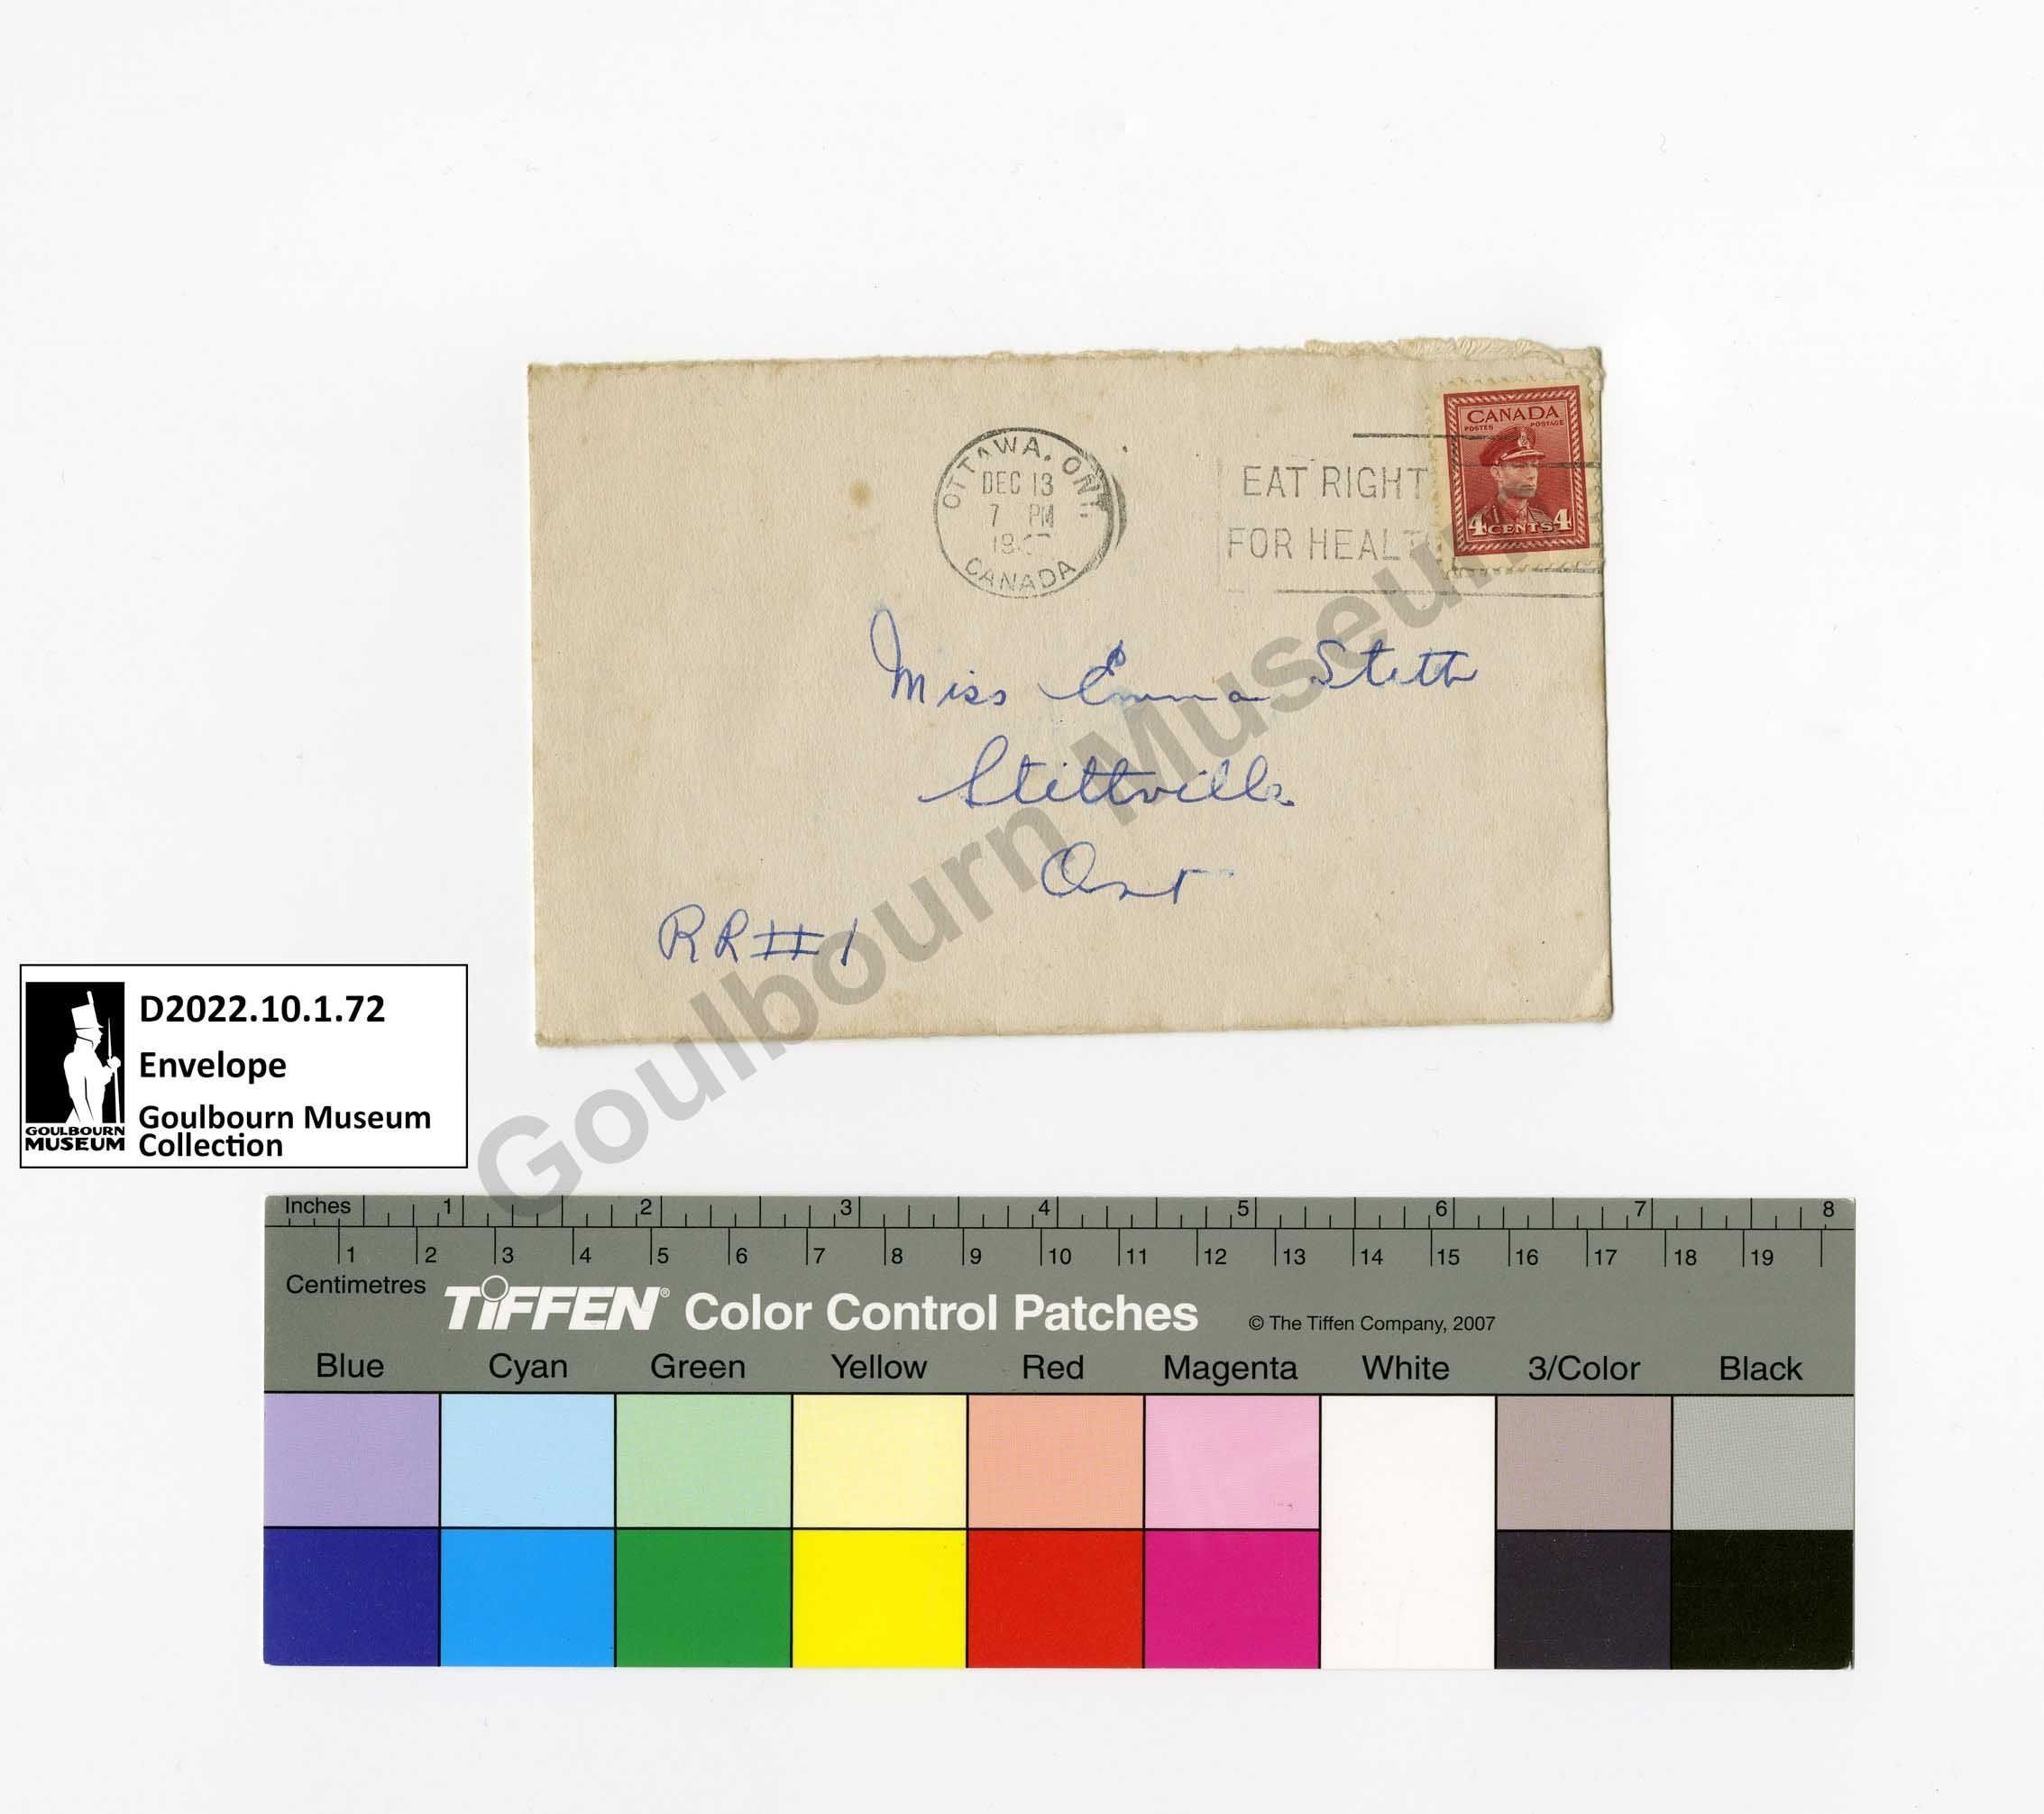 OTTAWA, ONT.
DEC 13
7 PM
CANADA
EAT RIGHT
FOR HEALT
CANADA
POSTES POSTAGE
4 CENTS 4
Miss Emma Stitt
Stittville
Ont
RR#1
Goulbourn Museum
D2022.10.1.72
Envelope
Goulbourn Museum
Collection
GOULBOURN
MUSEUM
Inches 1 2 3 4 5 6 7 8
1 2 3 4 5 6 7 8 9 10 11 12 13 14 15 16 17 18 19
Centimetres
TIFFEN® Color Control Patches © The Tiffen Company, 2007
Blue Cyan Green Yellow Red Magenta White 3/Color Black